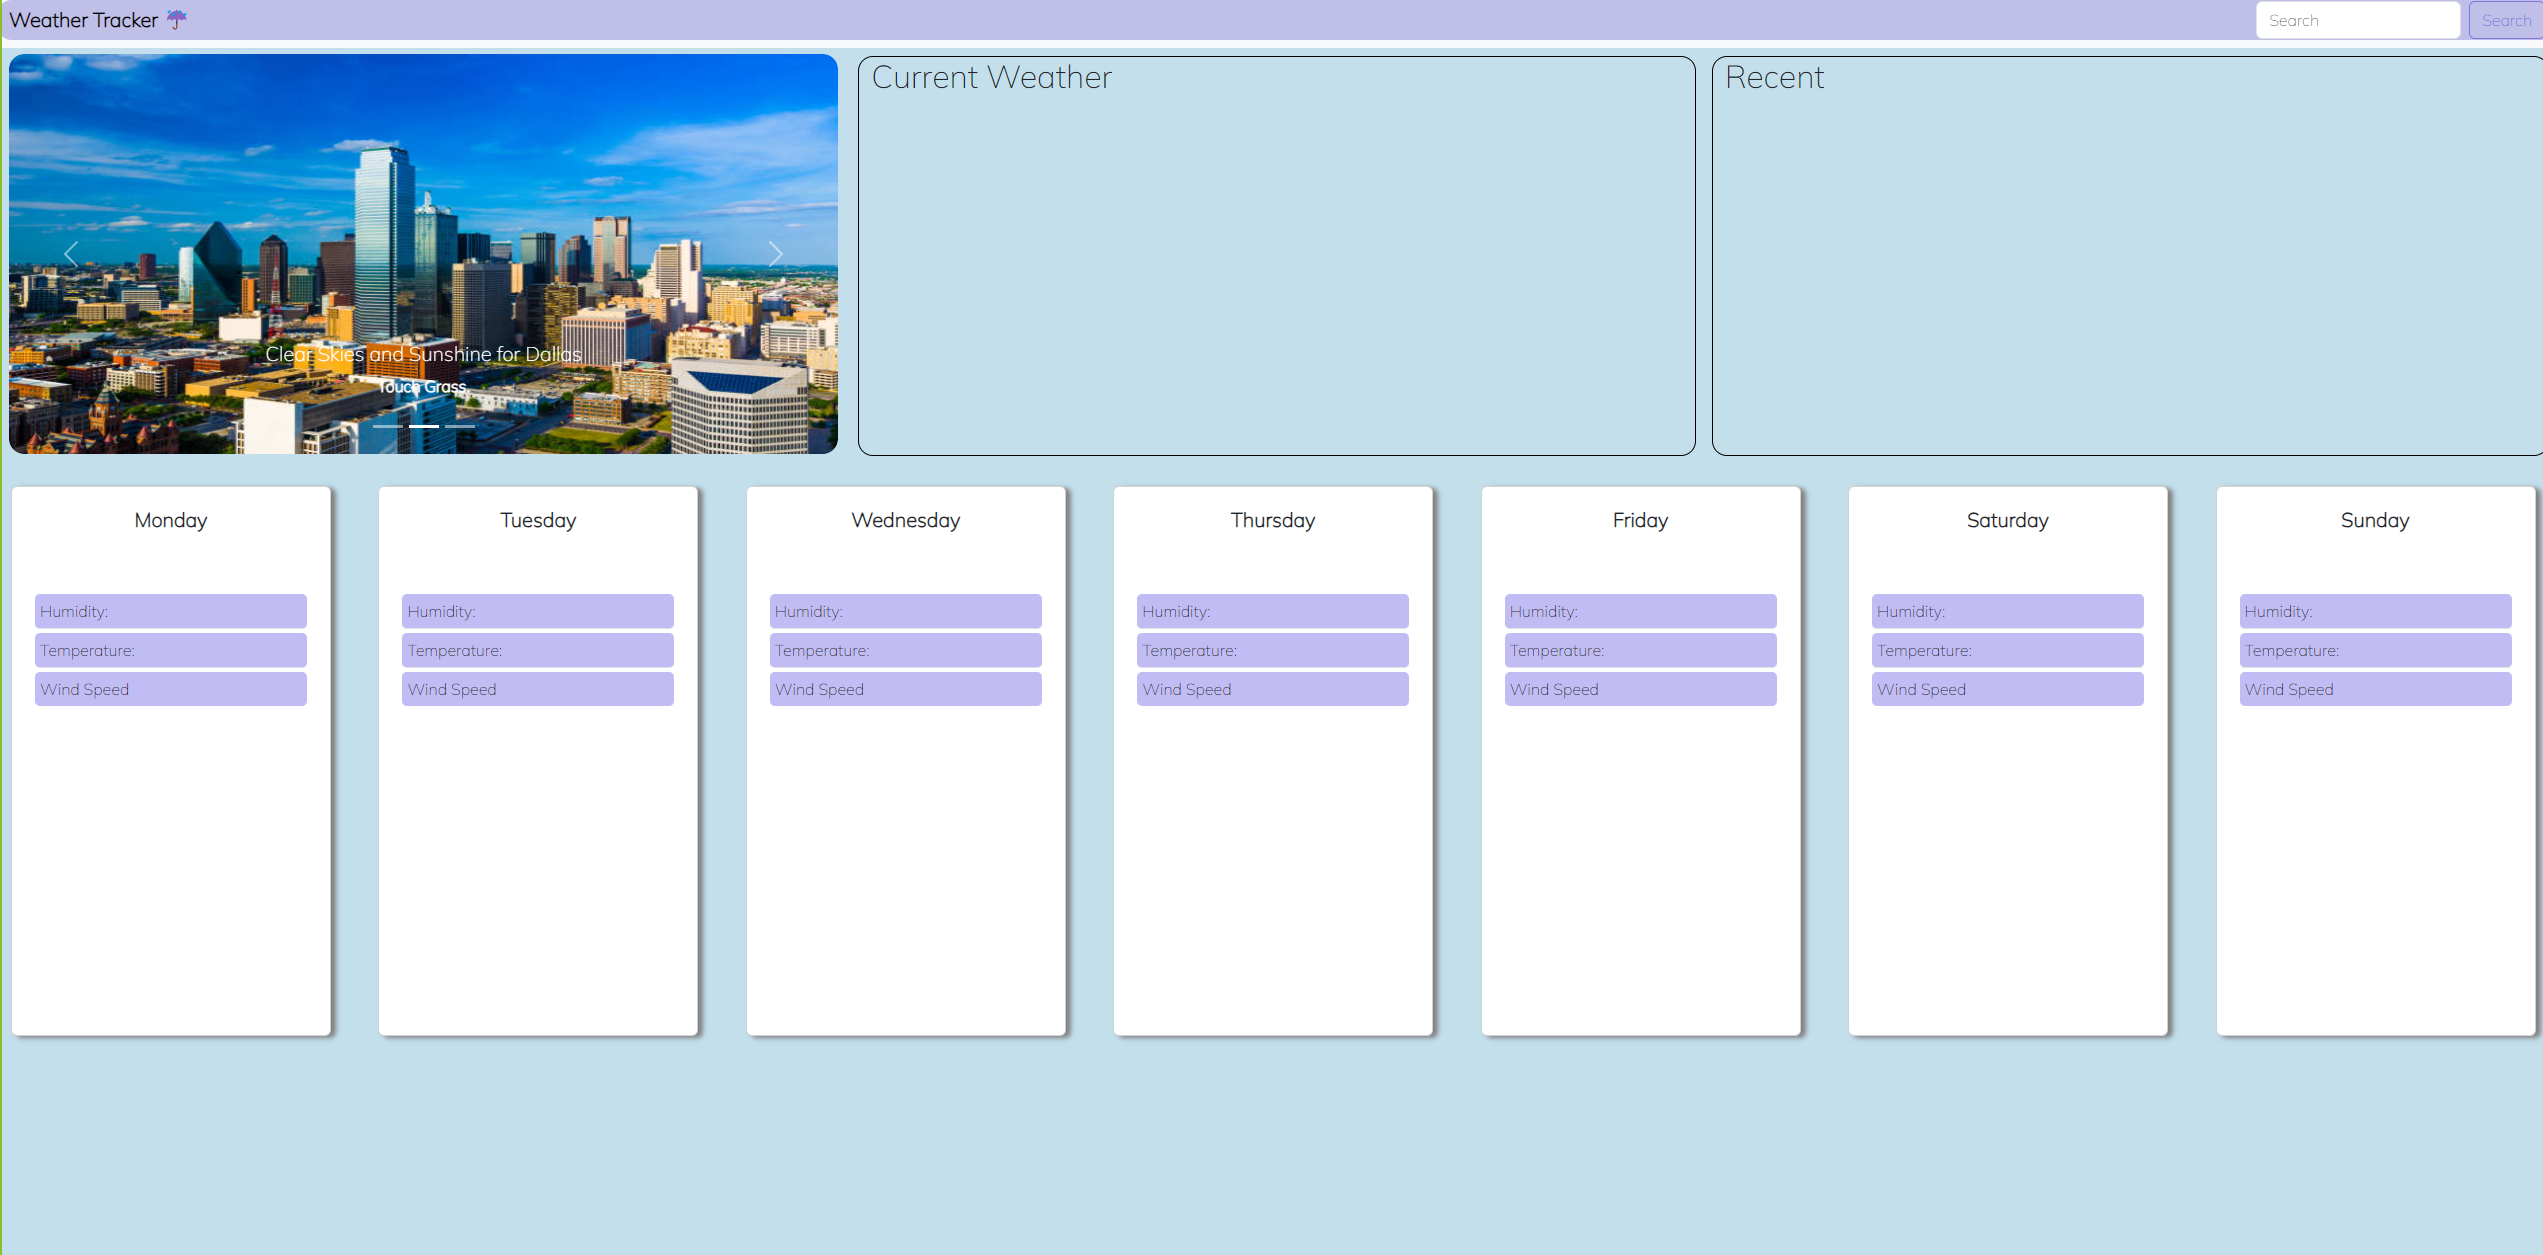 Weather Tracker ☂
Search Search
Current Weather
Recent
Clear Skies and Sunshine for Dallas
Touch Grass.
Monday
Humidity:
Temperature:
Wind Speed
Tuesday
Humidity:
Temperature:
Wind Speed
Wednesday
Humidity:
Temperature:
Wind Speed
Thursday
Humidity:
Temperature:
Wind Speed
Friday
Humidity:
Temperature:
Wind Speed
Saturday
Humidity:
Temperature:
Wind Speed
Sunday
Humidity:
Temperature:
Wind Speed